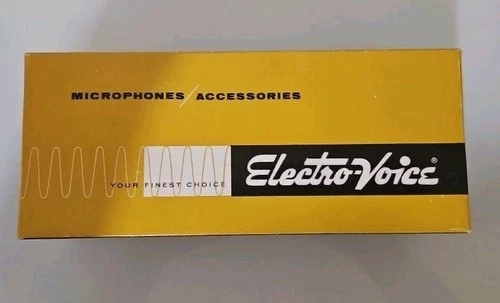 MICROPHONES / ACCESSORIES
YOUR FINEST CHOICE
Electro-Voice®